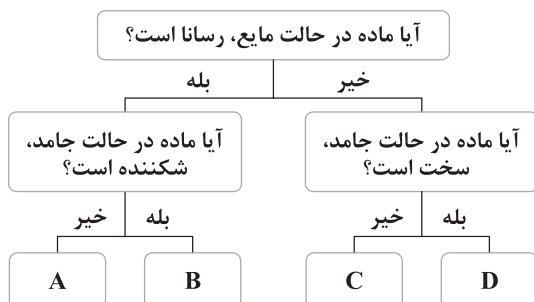 آیا ماده در حالت مایع، رسانا است؟
خیر
بله
آیا ماده در حالت جامد،
سخت است؟
آیا ماده در حالت جامد،
شکننده است؟
بله
خیر
بله
خیر
D
C
B
A